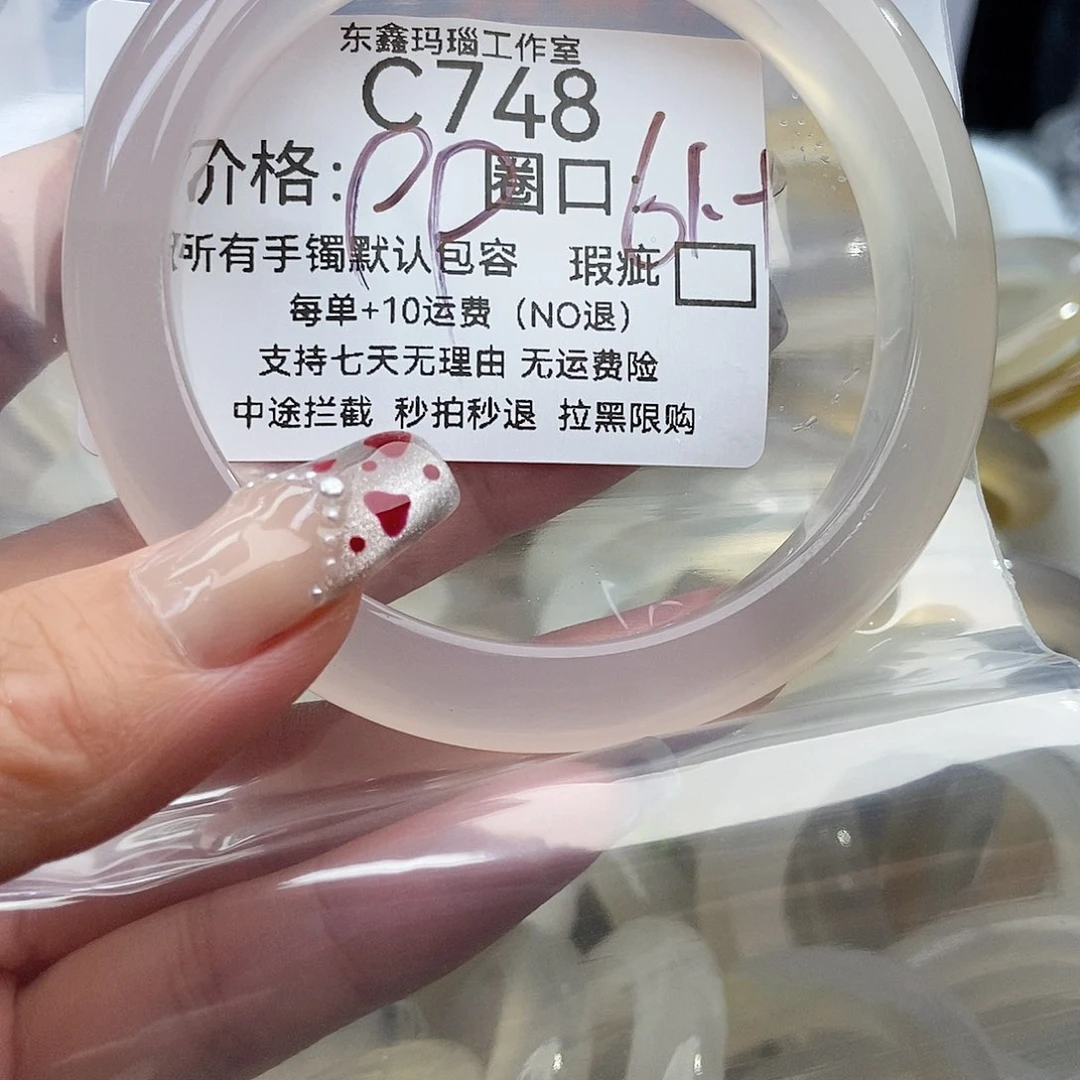 东鑫玛瑙工作室
C748
价格: 圈口:
所有手镯默认包容 瑕疵
每单+10运费（NO退）
支持七天无理由 无运费险
中途拦截 秒拍秒退 拉黑限购